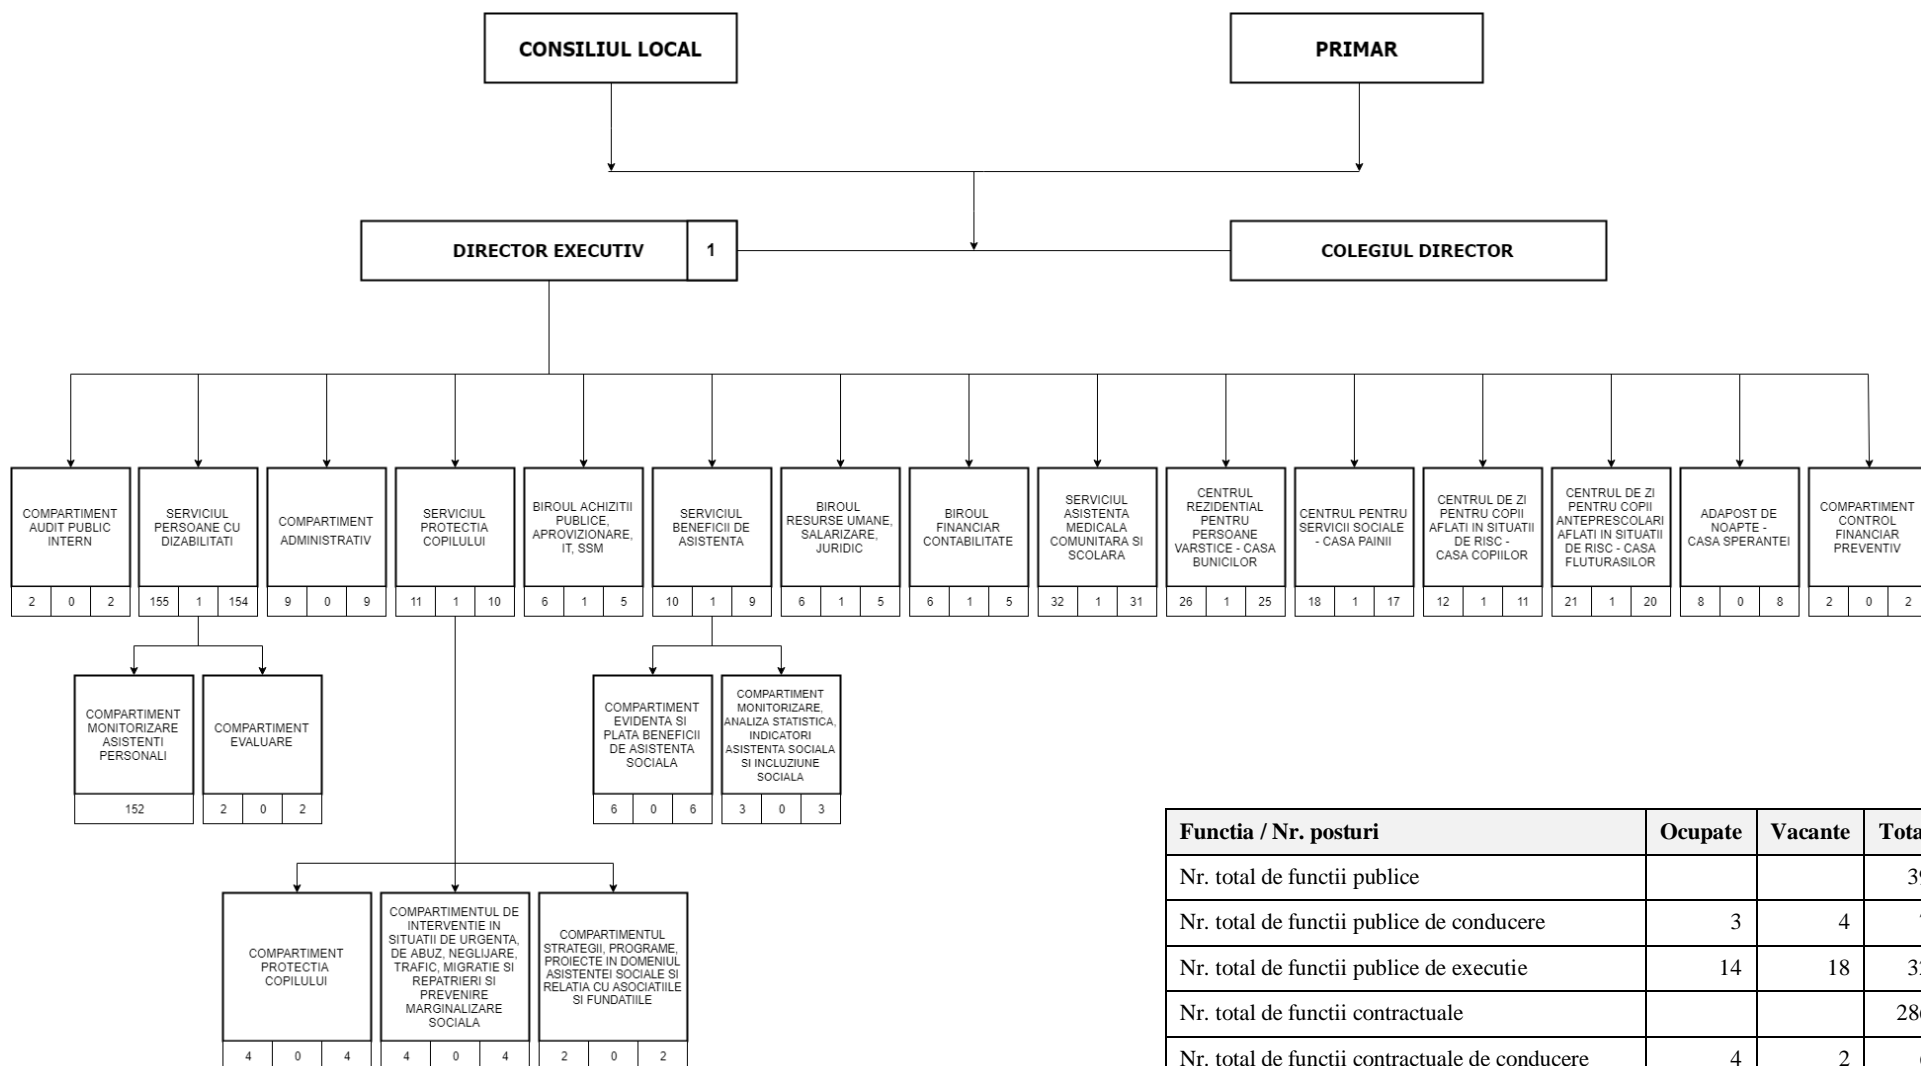 CONSILIUL LOCAL
PRIMAR
DIRECTOR EXECUTIV
1
COLEGIUL DIRECTOR
COMPARTIMENT
AUDIT PUBLIC
INTERN
2 0 2
SERVICIUL
PERSOANE CU
DIZABILITATI
155 1 154
COMPARTIMENT
ADMINISTRATIV
9 0 9
SERVICIUL
PROTECTIA
COPILULUI
11 1 10
BIROUL ACHIZITII
PUBLICE,
APROVIZIONARE,
IT, SSM
6 1 5
SERVICIUL
BENEFICII DE
ASISTENTA
10 1 9
BIROUL
RESURSE UMANE,
SALARIZARE,
JURIDIC
6 1 5
BIROUL
FINANCIAR
CONTABILITATE
6 1 5
SERVICIUL
ASISTENTA
MEDICALA
COMUNITARA SI
SCOLARA
32 1 31
CENTRUL
REZIDENTIAL
PENTRU
PERSOANE
VARSTICE - CASA
BUNICILOR
26 1 25
CENTRUL PENTRU
SERVICII SOCIALE
- CASA PAINII
18 1 17
CENTRUL DE ZI
PENTRU COPII
AFLATI IN SITUATII
DE RISC -
CASA COPIILOR
12 1 11
CENTRUL DE ZI
PENTRU COPII
ANTEPRESCOLARI
AFLATI IN SITUATII
DE RISC - CASA
FLUTURASILOR
21 1 20
ADAPOST DE
NOAPTE -
CASA SPERANTEI
8 0 8
COMPARTIMENT
CONTROL
FINANCIAR
PREVENTIV
2 0 2
COMPARTIMENT
MONITORIZARE
ASISTENTI
PERSONALI
152
COMPARTIMENT
EVALUARE
2 0 2
COMPARTIMENT
EVIDENTA SI
PLATA BENEFICII
DE ASISTENTA
SOCIALA
6 0 6
COMPARTIMENT
MONITORIZARE,
ANALIZA STATISTICA,
INDICATORI
ASISTENTA SOCIALA
SI INCLUZIUNE
SOCIALA
3 0 3
COMPARTIMENT
PROTECTIA
COPILULUI
4 0 4
COMPARTIMENTUL DE
INTERVENTIE IN
SITUATII DE URGENTA,
DE ABUZ, NEGLIJARE,
TRAFIC, MIGRATIE SI
REPATRIERI SI
PREVENIRE
MARGINALIZARE
SOCIALA
4 0 4
COMPARTIMENTUL
STRATEGII, PROGRAME,
PROIECTE IN DOMENIUL
ASISTENTEI SOCIALE SI
RELATIA CU ASOCIATIILE
SI FUNDATIILE
2 0 2
Functia / Nr. posturi Ocupate Vacante
Nr. total de functii publice
Nr. total de functii publice de conducere 3 4
Nr. total de functii publice de executie 14 18
Nr. total de functii contractuale
Nr. total de functii contractuale de conducere 4 2